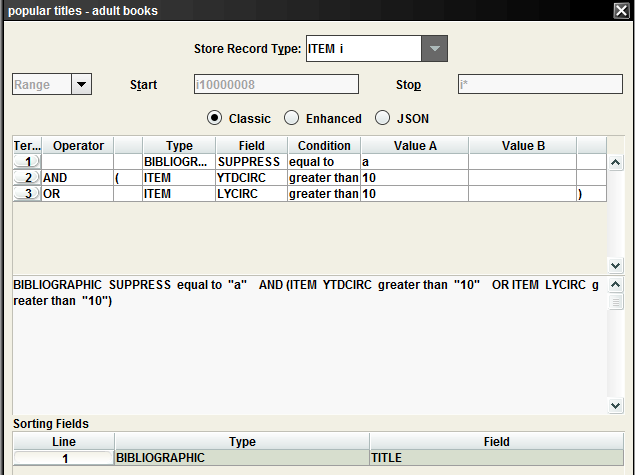 popular titles - adult books
Store Record Type: ITEM i
Range Start i10000008 Stop i*
Classic Enhanced JSON
Ter... Operator Type Field Condition Value A Value B
1 BIBLIOGR... SUPPRESS equal to a
2 AND ( ITEM YTDCIRC greater than 10
3 OR ITEM LYCIRC greater than 10 )
BIBLIOGRAPHIC SUPPRESS equal to "a" AND (ITEM YTDCIRC greater than "10" OR ITEM LYCIRC g
reater than "10")
Sorting Fields
Line Type Field
1 BIBLIOGRAPHIC TITLE